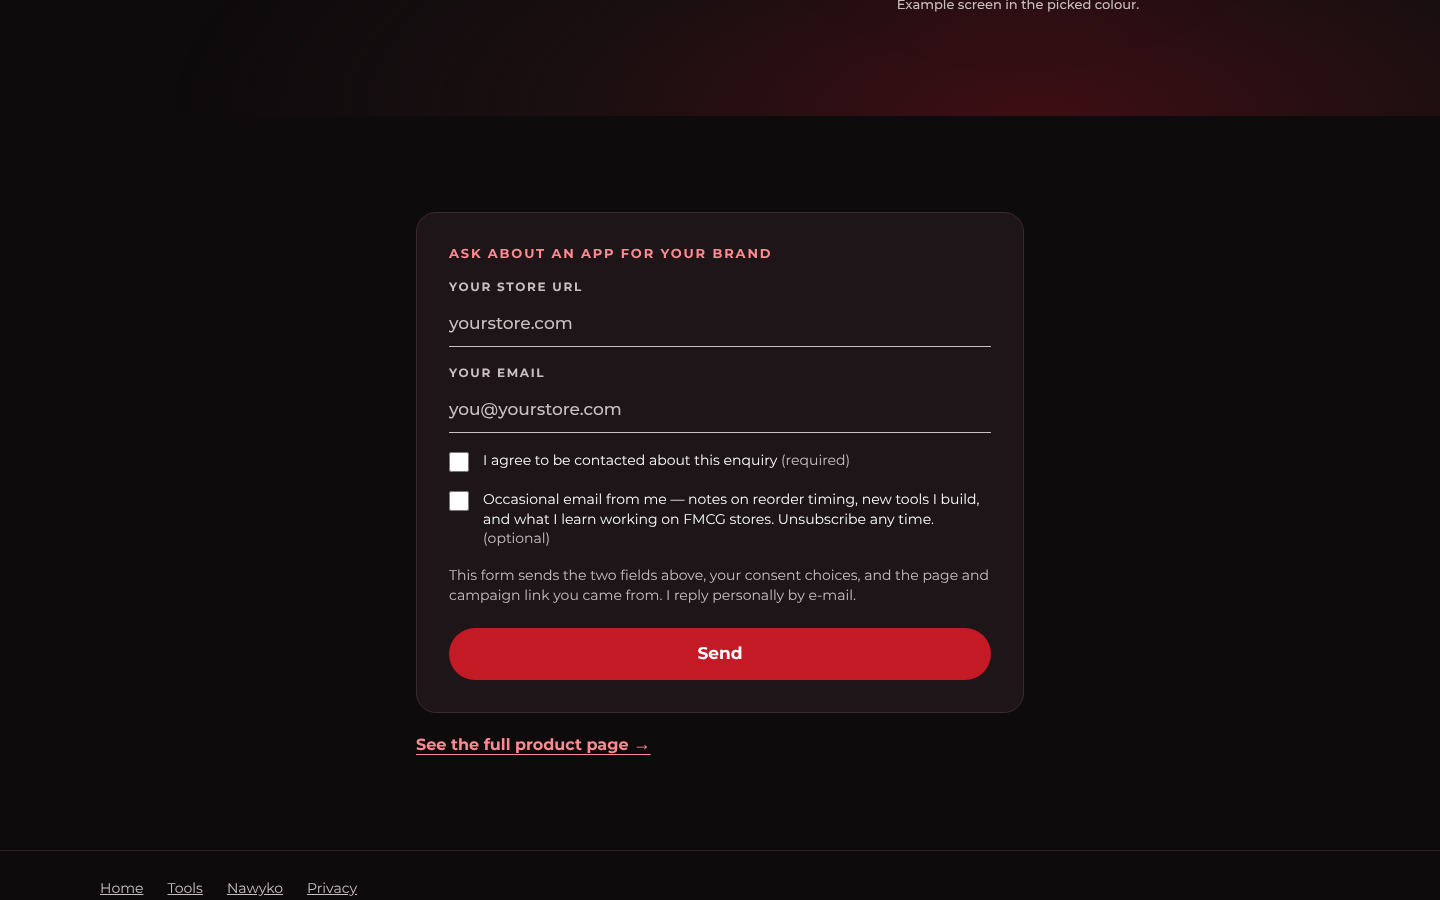 Example screen in the picked colour.
ASK ABOUT AN APP FOR YOUR BRAND
YOUR STORE URL
yourstore.com
YOUR EMAIL
you@yourstore.com
I agree to be contacted about this enquiry (required)
Occasional email from me — notes on reorder timing, new tools I build,
and what I learn working on FMCG stores. Unsubscribe any time.
(optional)
This form sends the two fields above, your consent choices, and the page and
campaign link you came from. I reply personally by e-mail.
Send
See the full product page →
Home Tools Nawyko Privacy